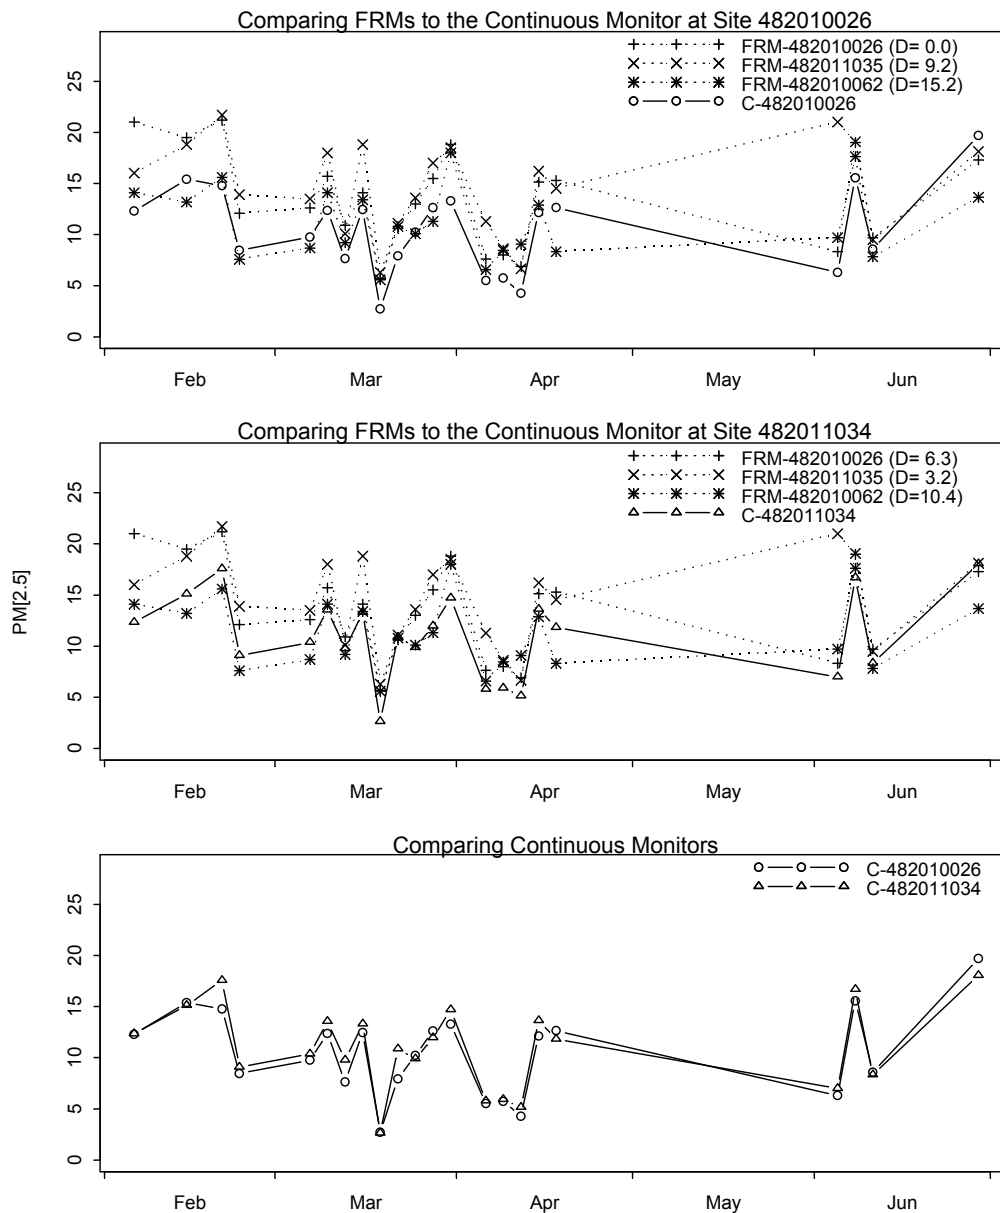 Comparing FRMs to the Continuous Monitor at Site 482010026
FRM-482010026 (D= 0.0)
FRM-482011035 (D= 9.2)
FRM-482010062 (D=15.2)
C-482010026
25
20
15
10
5
0
Feb Mar Apr May Jun
Comparing FRMs to the Continuous Monitor at Site 482011034
FRM-482010026 (D= 6.3)
FRM-482011035 (D= 3.2)
FRM-482010062 (D=10.4)
C-482011034
25
20
15
10
5
0
PM[2.5]
Feb Mar Apr May Jun
Comparing Continuous Monitors
C-482010026
C-482011034
25
20
15
10
5
0
Feb Mar Apr May Jun